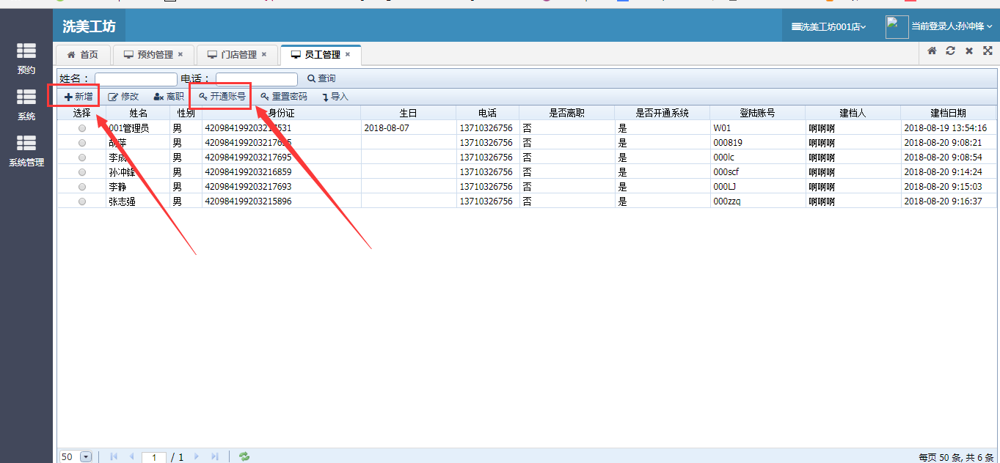 洗美工坊
洗美工坊001店
当前登录人:孙冲锋
首页 预约管理 门店管理 员工管理
预约
系统
系统管理
姓名： 电话： 查询
新增 修改 离职 开通账号 重置密码 导入
选择 姓名 性别 身份证 生日 电话 是否离职 是否开通系统 登陆账号 建档人 建档日期
001管理员 男 2018-08-07 13710326756 否 是 W01 啊啊啊 2018-08-19 13:54:16
男 13710326756 否 是 000819 啊啊啊 2018-08-20 9:08:21
李成 男 420984199203217695 13710326756 否 是 000lc 啊啊啊 2018-08-20 9:08:54
孙冲锋 男 420984199203216859 13710326756 否 是 000scf 啊啊啊 2018-08-20 9:14:24
李静 男 420984199203217693 13710326756 否 是 000LJ 啊啊啊 2018-08-20 9:15:03
张志强 男 420984199203215896 13710326756 否 是 000zzq 啊啊啊 2018-08-20 9:16:37
50 1 / 1 每页 50 条, 共 6 条